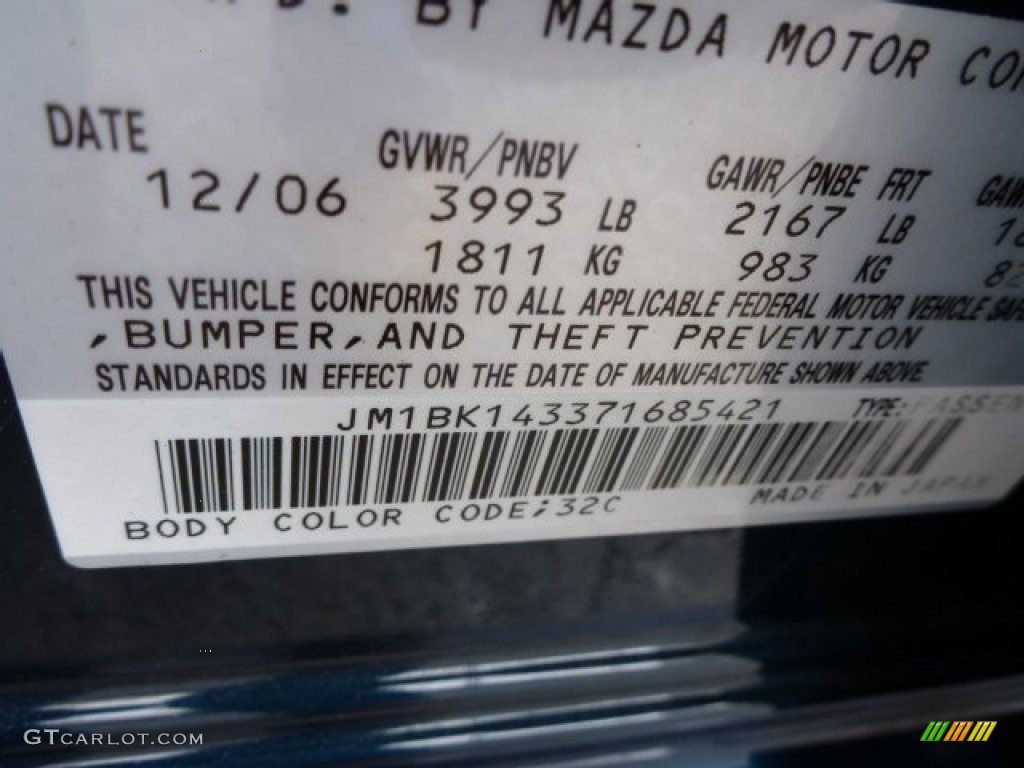 . BY MAZDA MOTOR
DATE GVWR/PNBV GAWR/PNBE FRT
12/06 3993 LB 2167 LB
1811 KG 983 KG
THIS VEHICLE CONFORMS TO ALL APPLICABLE FEDERAL MOTOR VEHICLE
,BUMPER,AND THEFT PREVENTION
STANDARDS IN EFFECT ON THE DATE OF MANUFACTURE SHOWN ABOVE
JM1BK143371685421 TYPE:
BODY COLOR CODE;32C MADE IN JAPAN
GTCARLOT.COM